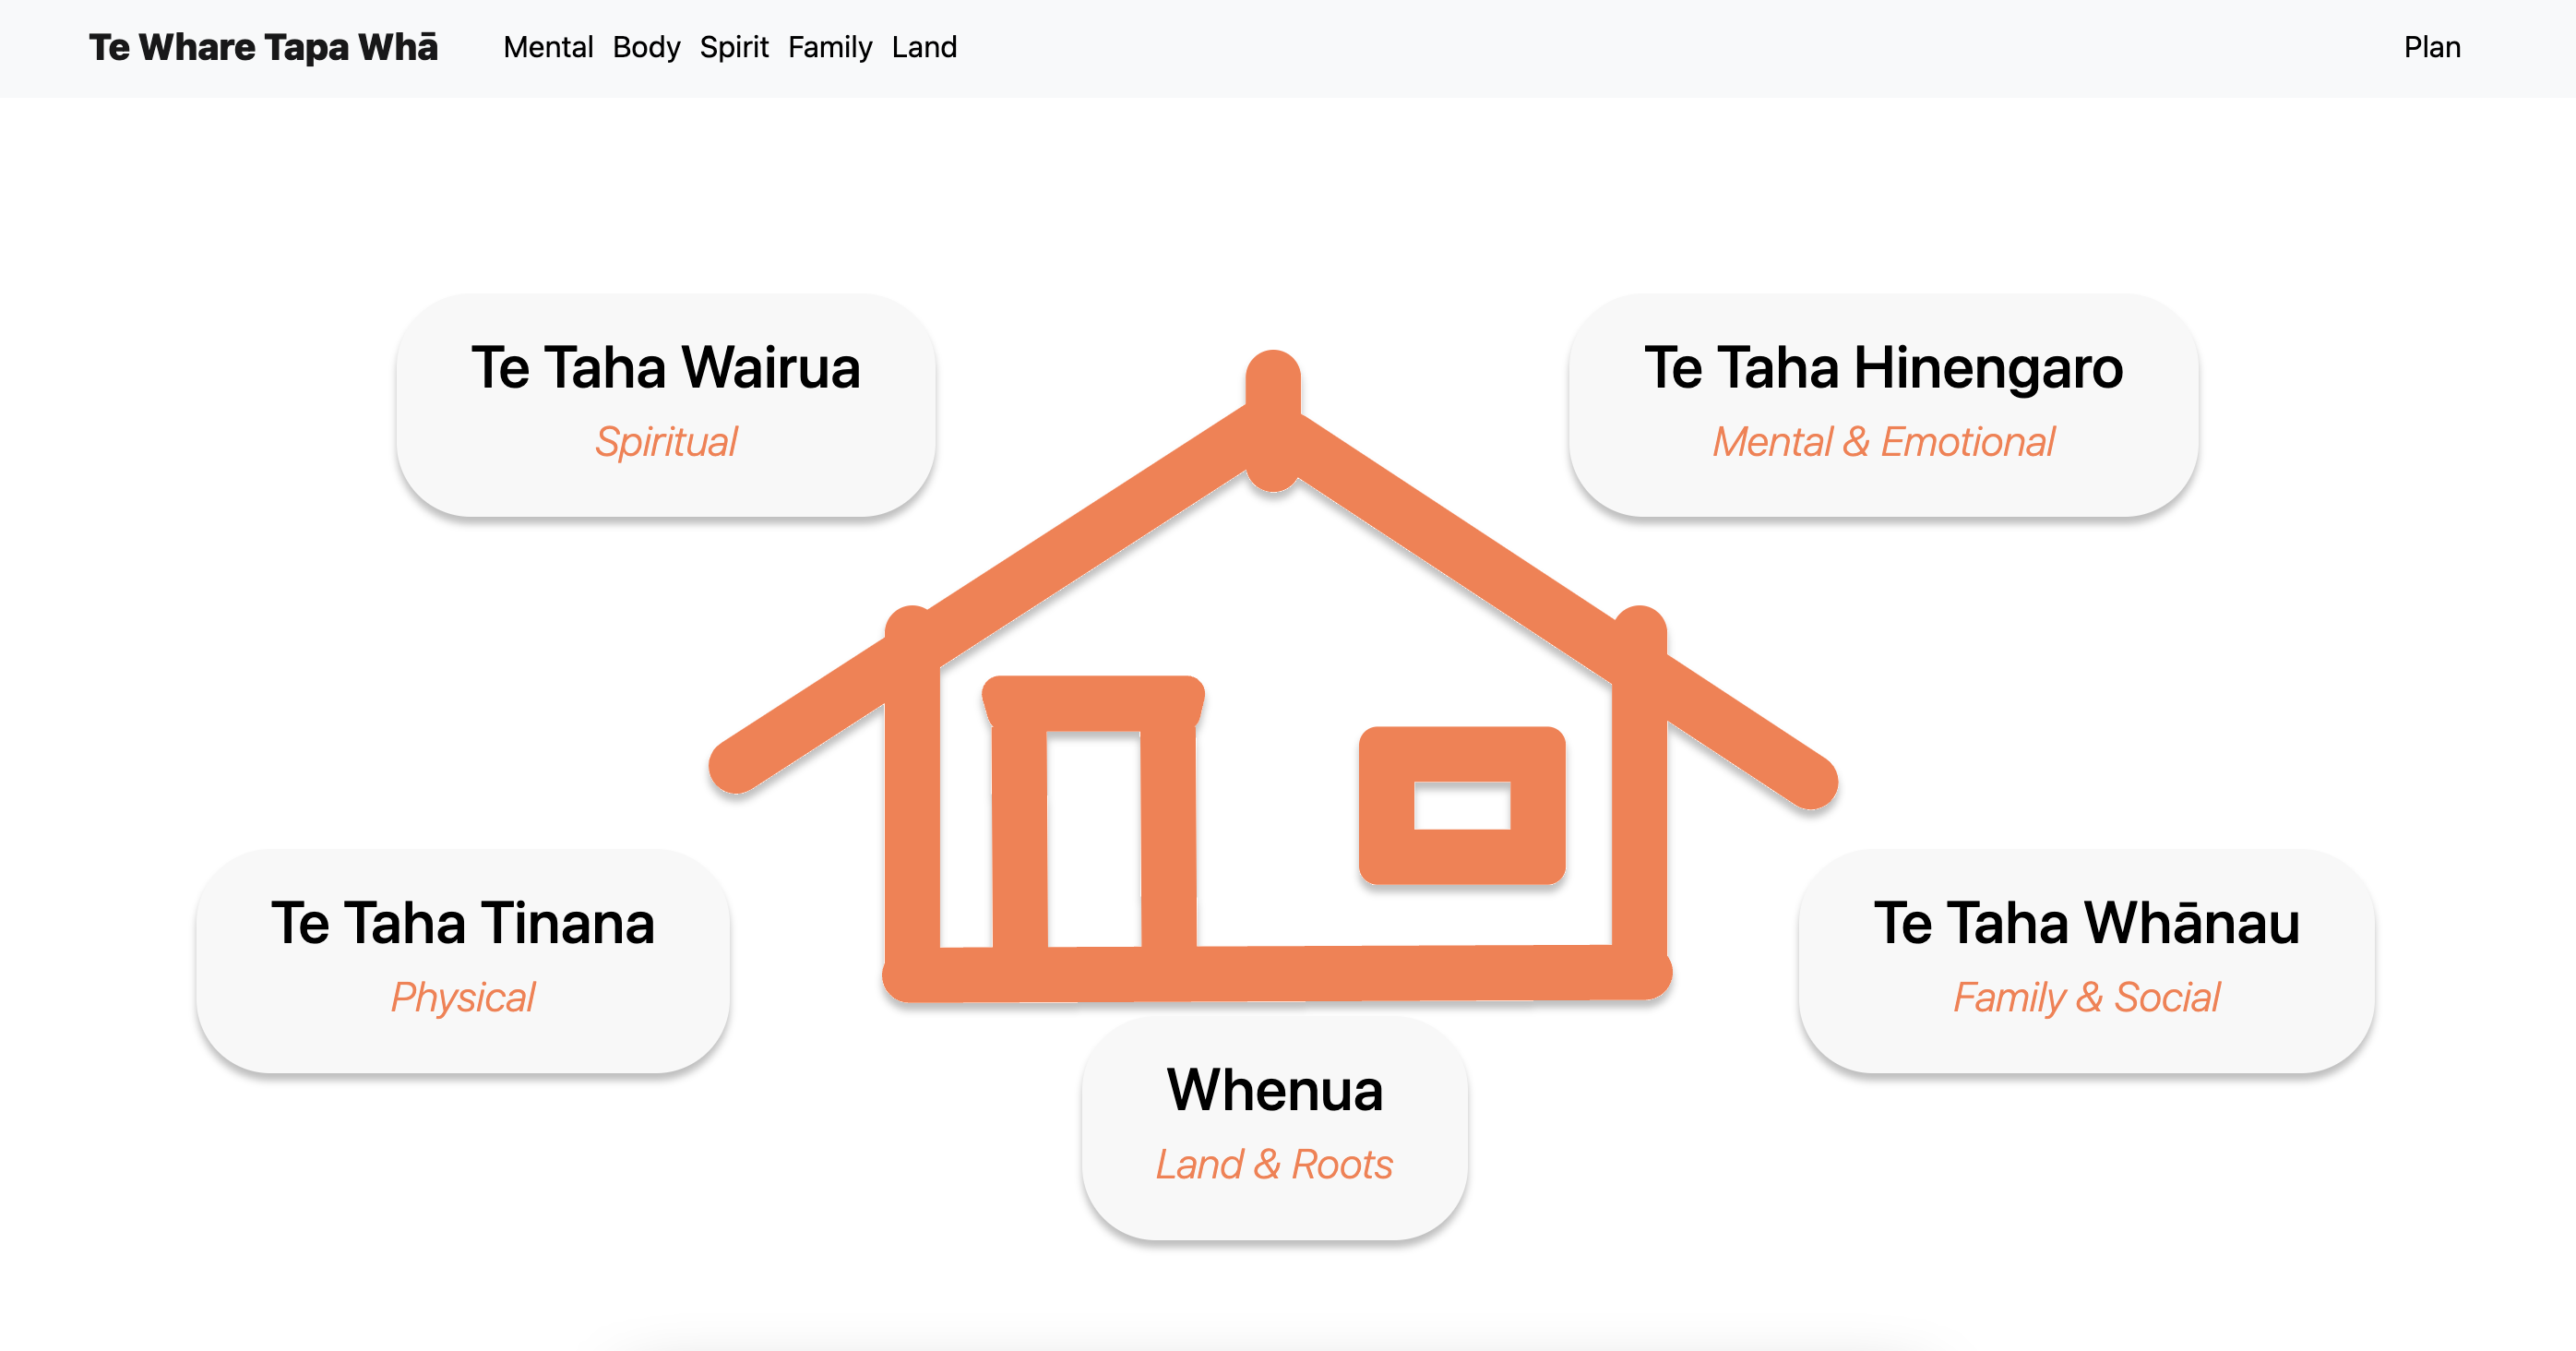 Te Whare Tapa Whā
Mental Body Spirit Family Land
Plan
Te Taha Wairua
Spiritual
Te Taha Hinengaro
Mental & Emotional
Te Taha Tinana
Physical
Te Taha Whānau
Family & Social
Whenua
Land & Roots